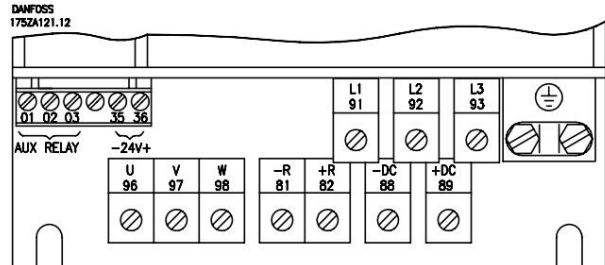 DANFOSS
175ZA121.12
L1 L2 L3
91 92 93
01 02 03 35 36
AUX RELAY -24V+
U V W -R +R -DC +DC
96 97 98 81 82 88 89